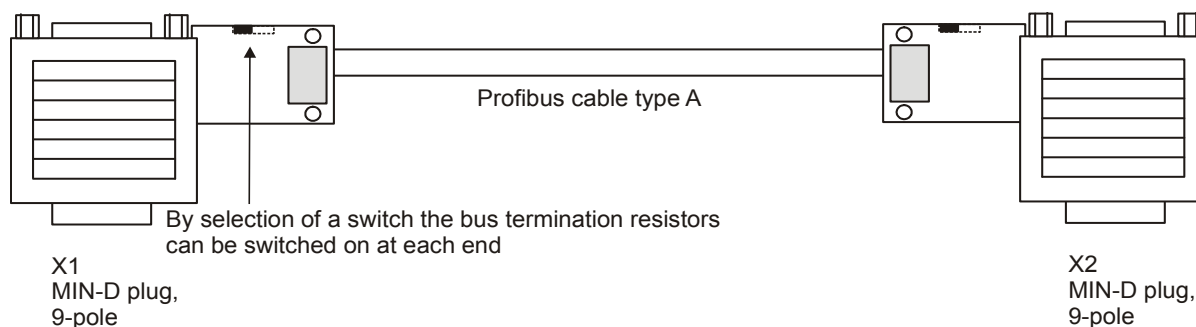 Profibus cable type A
By selection of a switch the bus termination resistors
can be switched on at each end
X1
MIN-D plug,
9-pole
X2
MIN-D plug,
9-pole